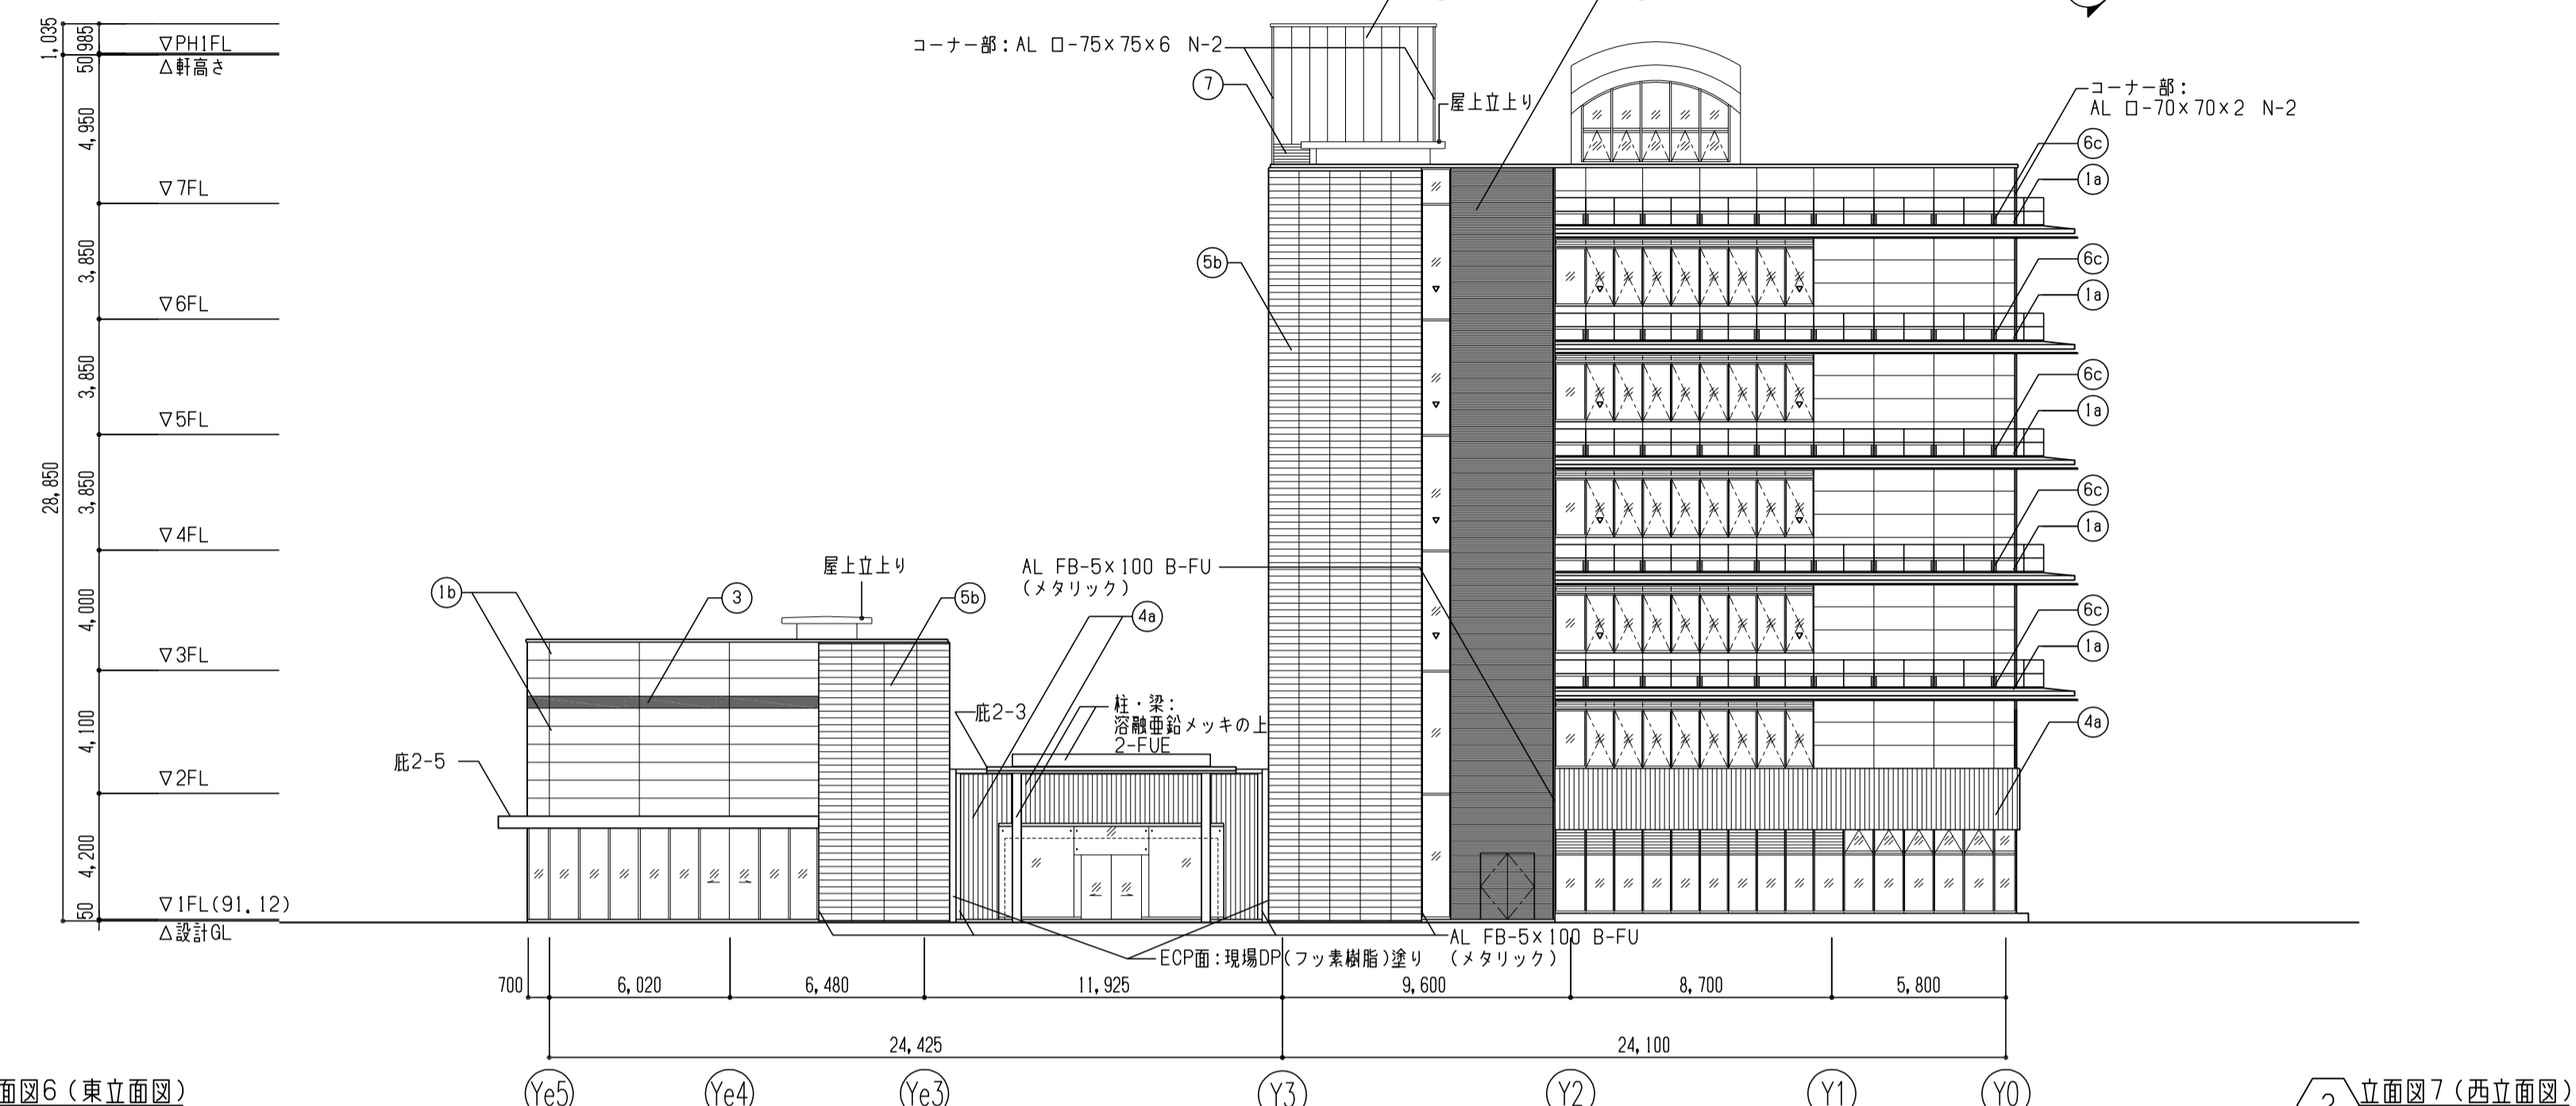 1,035
985
50
▽PH1FL
△軒高さ
4,950
▽7FL
3,850
▽6FL
3,850
▽5FL
28,850
3,850
▽4FL
4,000
▽3FL
4,100
▽2FL
4,200
▽1FL(91.12)
50
△設計GL
コーナー部:AL ロ-75×75×6 N-2
7
屋上立上り
コーナー部:
AL ロ-70×70×2 N-2
6c
1a
5b
6c
1a
6c
1a
6c
1a
6c
1a
4a
屋上立上り
1b
3
5b
AL FB-5×100 B-FU
(メタリック)
4a
庇2-3
柱・梁:
溶融亜鉛メッキの上
2-FUE
庇2-5
AL FB-5×100 B-FU
(メタリック)
ECP面:現場DP(フッ素樹脂)塗り
700
6,020
6,480
11,925
9,600
8,700
5,800
24,425
24,100
面図6(東立面図)
Ye5
Ye4
Ye3
Y3
Y2
Y1
Y0
2
立面図7(西立面図)